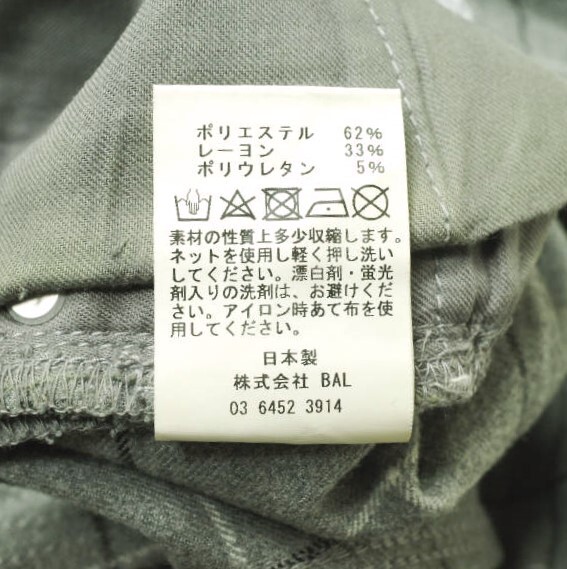 ポリエステル 62%
レーヨン 33%
ポリウレタン 5%
素材の性質上多少収縮します。
ネットを使用し軽く押し洗い
してください。漂白剤・蛍光
剤入りの洗剤は、お避けくだ
さい。アイロン時あて布を使
用してください。
日本製
株式会社 BAL
03 6452 3914